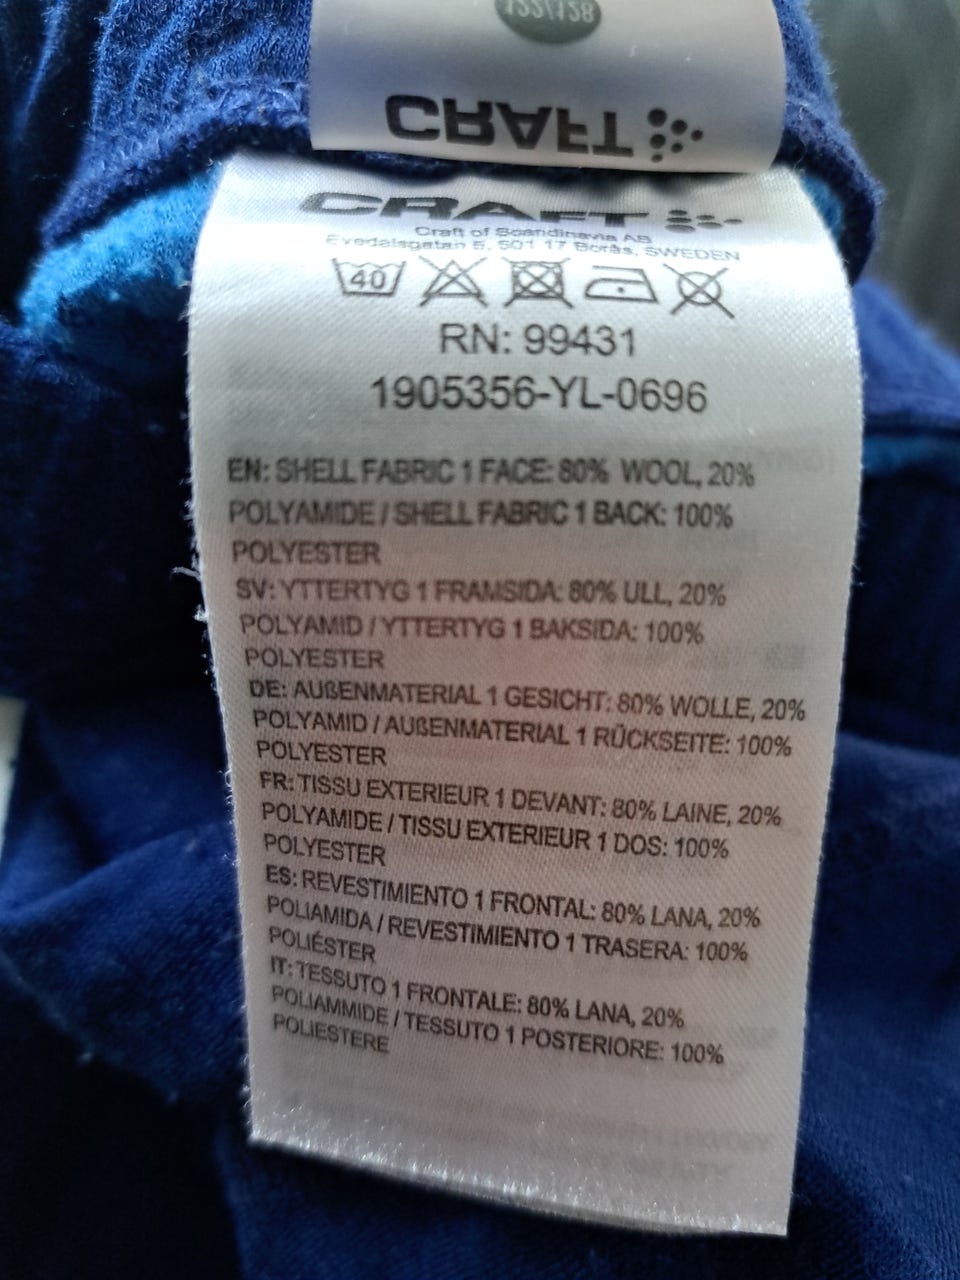 122/128
CRAFT
CRAFT
Craft of Scandinavia AB
Evedalsgatan 5, 501 17 Borås, SWEDEN
40
RN: 99431
1905356-YL-0696
EN: SHELL FABRIC 1 FACE: 80% WOOL, 20%
POLYAMIDE / SHELL FABRIC 1 BACK: 100%
POLYESTER
SV: YTTERTYG 1 FRAMSIDA: 80% ULL, 20%
POLYAMID / YTTERTYG 1 BAKSIDA: 100%
POLYESTER
DE: AUßENMATERIAL 1 GESICHT: 80% WOLLE, 20%
POLYAMID / AUßENMATERIAL 1 RÜCKSEITE: 100%
POLYESTER
FR: TISSU EXTERIEUR 1 DEVANT: 80% LAINE, 20%
POLYAMIDE / TISSU EXTERIEUR 1 DOS: 100%
POLYESTER
ES: REVESTIMIENTO 1 FRONTAL: 80% LANA, 20%
POLIAMIDA / REVESTIMIENTO 1 TRASERA: 100%
POLIÉSTER
IT: TESSUTO 1 FRONTALE: 80% LANA, 20%
POLIAMMIDE / TESSUTO 1 POSTERIORE: 100%
POLIESTERE